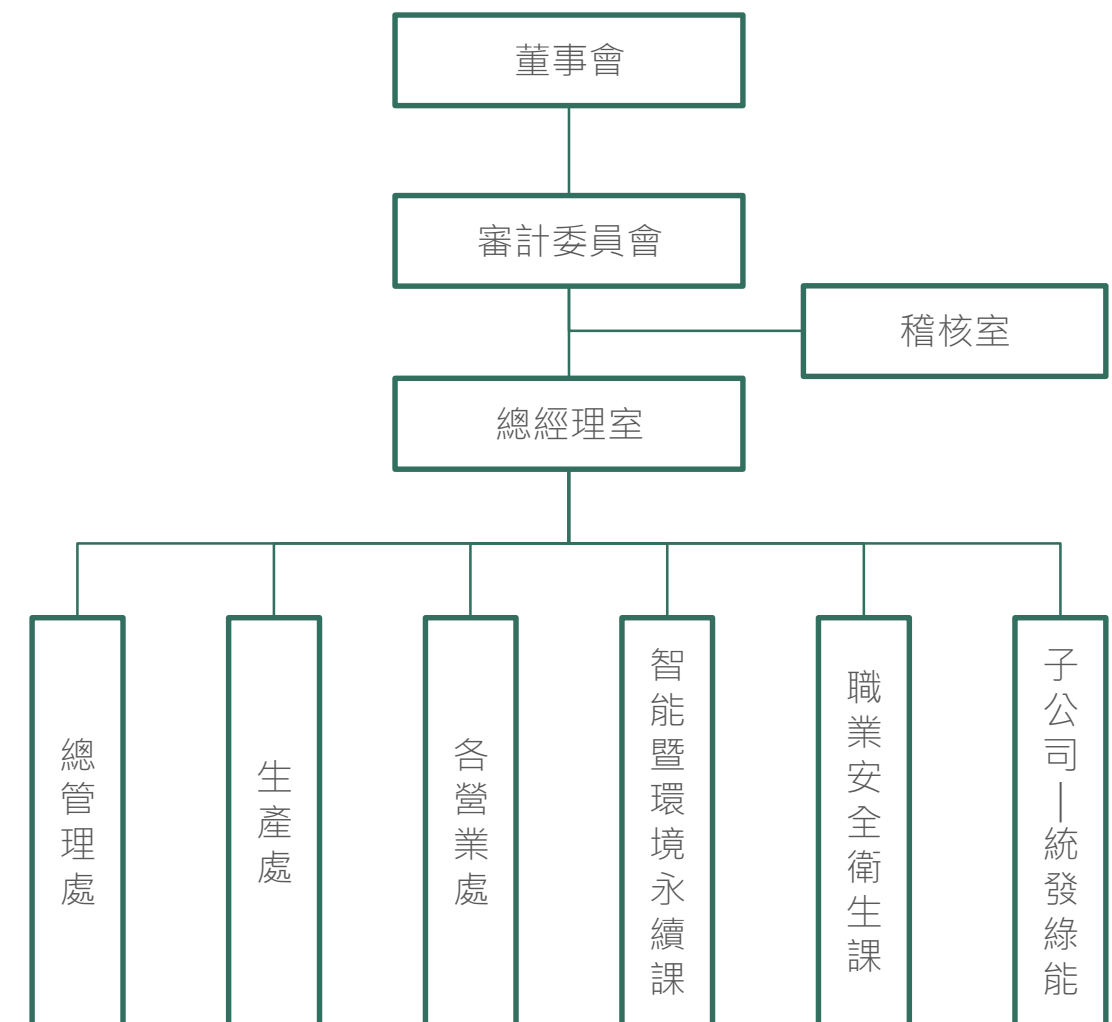 董事會
審計委員會
稽核室
總經理室
總管理處
生產處
各營業處
智能暨環境永續課
職業安全衛生課
子公司—統發綠能